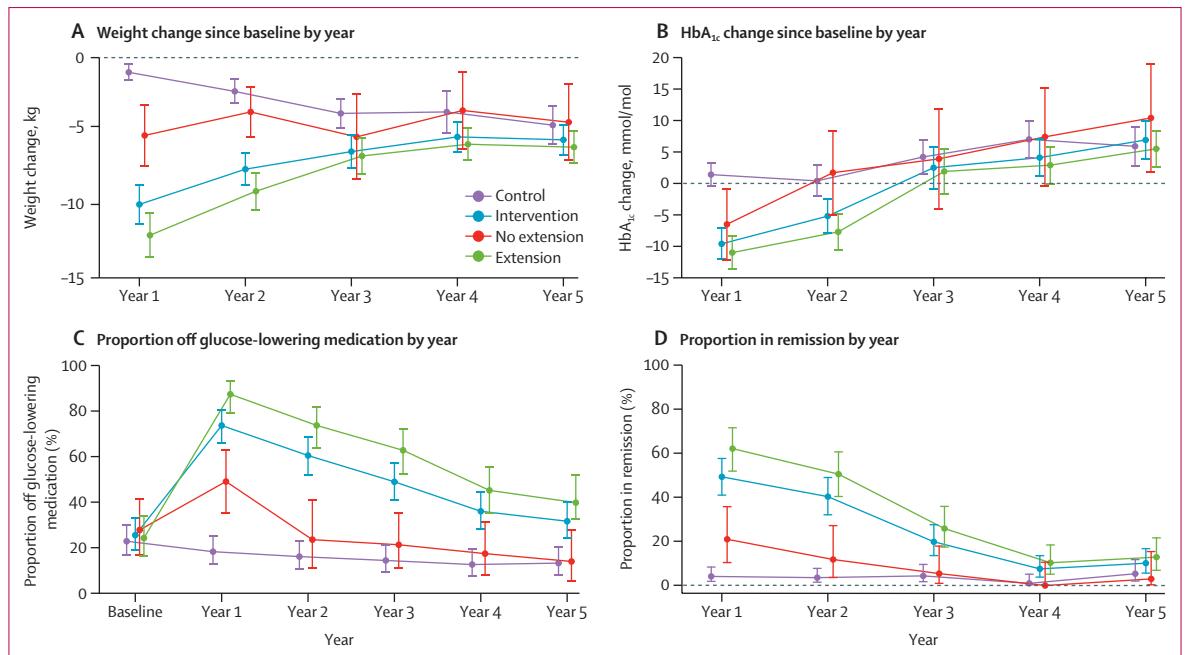 A Weight change since baseline by year
0
−5
−10
−15
Weight change, kg
Control
Intervention
No extension
Extension
Year 1 Year 2 Year 3 Year 4 Year 5
B HbA1c change since baseline by year
20
15
10
5
0
−5
−10
−15
HbA1c change, mmol/mol
Year 1 Year 2 Year 3 Year 4 Year 5
C Proportion off glucose-lowering medication by year
100
80
60
40
20
0
Proportion off glucose-lowering
medication (%)
Baseline Year 1 Year 2 Year 3 Year 4 Year 5
Year
D Proportion in remission by year
100
80
60
40
20
0
Proportion in remission (%)
Year 1 Year 2 Year 3 Year 4 Year 5
Year